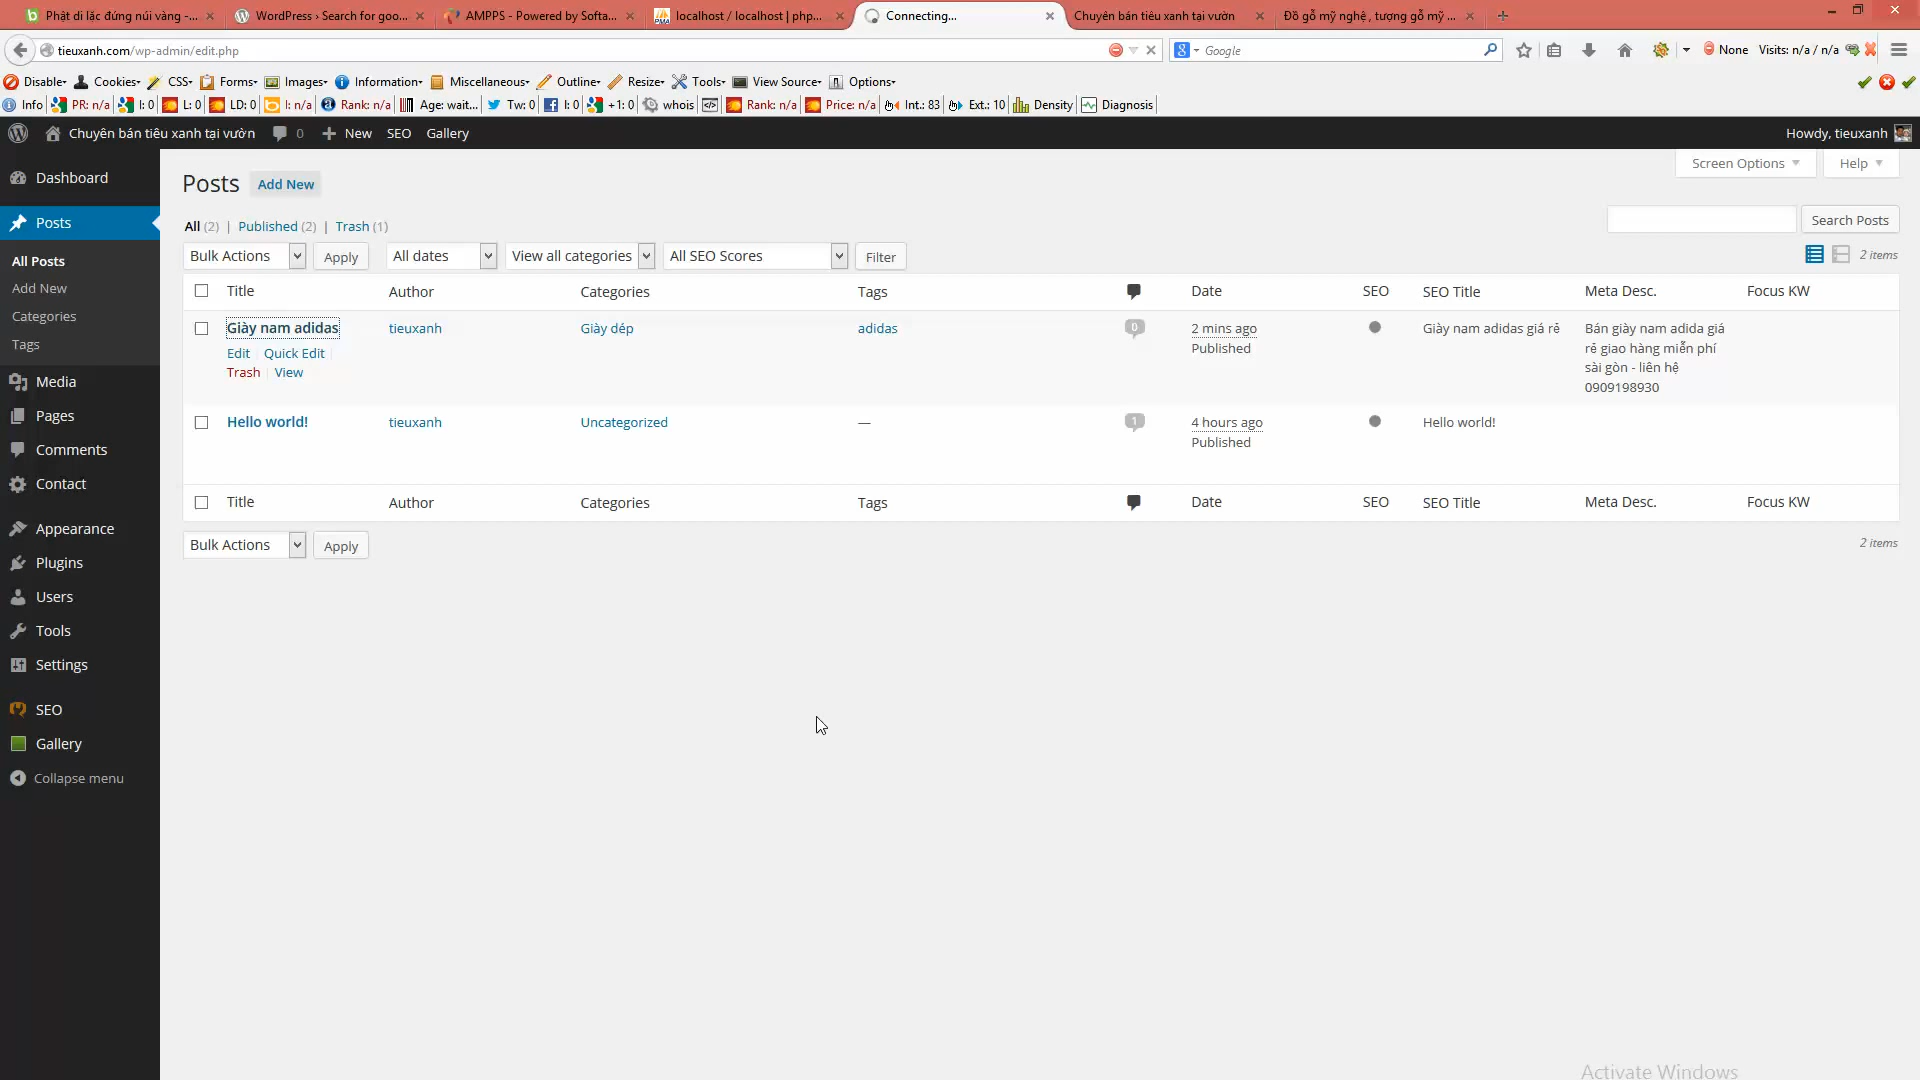 Phật di lặc đứng núi vàng -...
WordPress › Search for goo...
AMPPS - Powered by Softa...
localhost / localhost | php...
Connecting...
Chuyên bán tiêu xanh tại vườn
Đồ gỗ mỹ nghệ , tượng gỗ mỹ ...
tieuxanh.com/wp-admin/edit.php
Google
None
Visits: n/a / n/a
Disable Cookies CSS Forms Images Information Miscellaneous Outline Resize Tools View Source Options
Info PR: n/a I: 0 L: 0 LD: 0 I: n/a Rank: n/a Age: wait... Tw: 0 I: 0 +1: 0 whois Rank: n/a Price: n/a Int.: 83 Ext.: 10 Density Diagnosis
Chuyên bán tiêu xanh tại vườn 0 New SEO Gallery
Howdy, tieuxanh
Dashboard
Posts
All Posts
Add New
Categories
Tags
Media
Pages
Comments
Contact
Appearance
Plugins
Users
Tools
Settings
SEO
Gallery
Collapse menu
Screen Options
Help
Posts
Add New
All (2) | Published (2) | Trash (1)
Search Posts
Bulk Actions
Apply
All dates
View all categories
All SEO Scores
Filter
2 items
Title Author Categories Tags Date SEO SEO Title Meta Desc. Focus KW
Giày nam adidas
Edit | Quick Edit |
Trash | View
tieuxanh
Giày dép
adidas
0
2 mins ago
Published
Giày nam adidas giá rẻ
Bán giày nam adida giá
rẻ giao hàng miễn phí
sài gòn - liên hệ
0909198930
Hello world!
tieuxanh
Uncategorized
—
1
4 hours ago
Published
Hello world!
Title Author Categories Tags Date SEO SEO Title Meta Desc. Focus KW
Bulk Actions
Apply
2 items
Activate Windows